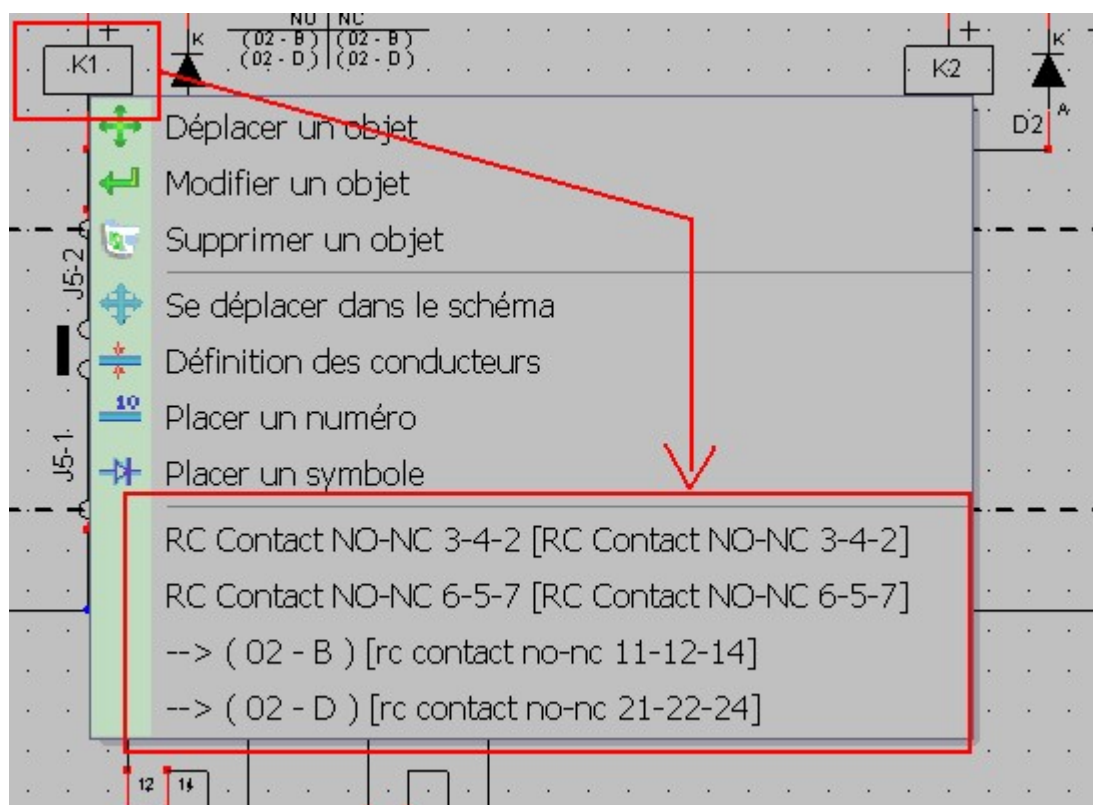 NO NC
+ K ( 02 - B ) ( 02 - B ) + K
K1 ( 02 - D ) ( 02 - D ) K2
A
D2
Déplacer un objet
Modifier un objet
Supprimer un objet
J5-2
Se déplacer dans le schéma
Définition des conducteurs
10
Placer un numéro
J5-1
Placer un symbole
RC Contact NO-NC 3-4-2 [RC Contact NO-NC 3-4-2]
RC Contact NO-NC 6-5-7 [RC Contact NO-NC 6-5-7]
--> ( 02 - B ) [rc contact no-nc 11-12-14]
--> ( 02 - D ) [rc contact no-nc 21-22-24]
12 14